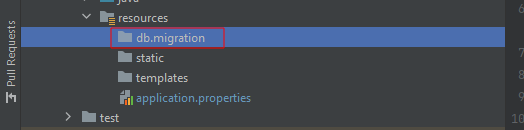 resources
db.migration
static
templates
application.properties
test
Pull Requests